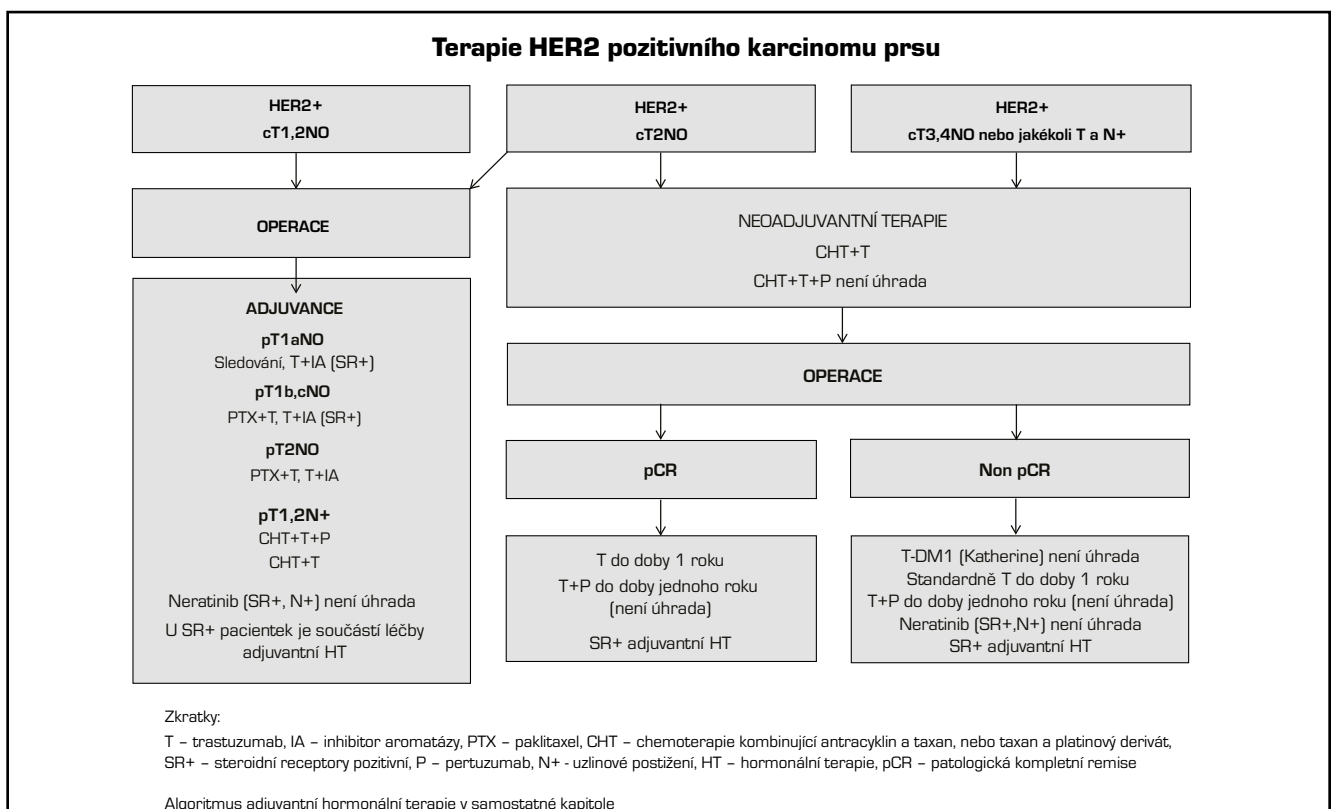 Terapie HER2 pozitivního karcinomu prsu
HER2+
cT1,2N0
HER2+
cT2N0
HER2+
cT3,4N0 nebo jakékoli T a N+
OPERACE
NEOADJUVANTNÍ TERAPIE
CHT+T
CHT+T+P není úhrada
ADJUVANCE
pT1aN0
Sledování, T+IA (SR+)
pT1b,cN0
PTX+T, T+IA (SR+)
pT2N0
PTX+T, T+IA
pT1,2N+
CHT+T+P
CHT+T
Neratinib (SR+, N+) není úhrada
U SR+ pacientek je součástí léčby
adjuvantní HT
OPERACE
pCR
Non pCR
T do doby 1 roku
T+P do doby jednoho roku
(není úhrada)
SR+ adjuvantní HT
T-DM1 (Katherine) není úhrada
Standardně T do doby 1 roku
T+P do doby jednoho roku (není úhrada)
Neratinib (SR+,N+) není úhrada
SR+ adjuvantní HT
Zkratky:
T – trastuzumab, IA – inhibitor aromatázy, PTX – paklitaxel, CHT – chemoterapie kombinující antracyklin a taxan, nebo taxan a platinový derivát,
SR+ – steroidní receptory pozitivní, P – pertuzumab, N+ - uzlinové postižení, HT – hormonální terapie, pCR – patologická kompletní remise
Algoritmus adjuvantní hormonální terapie v samostatné kapitole